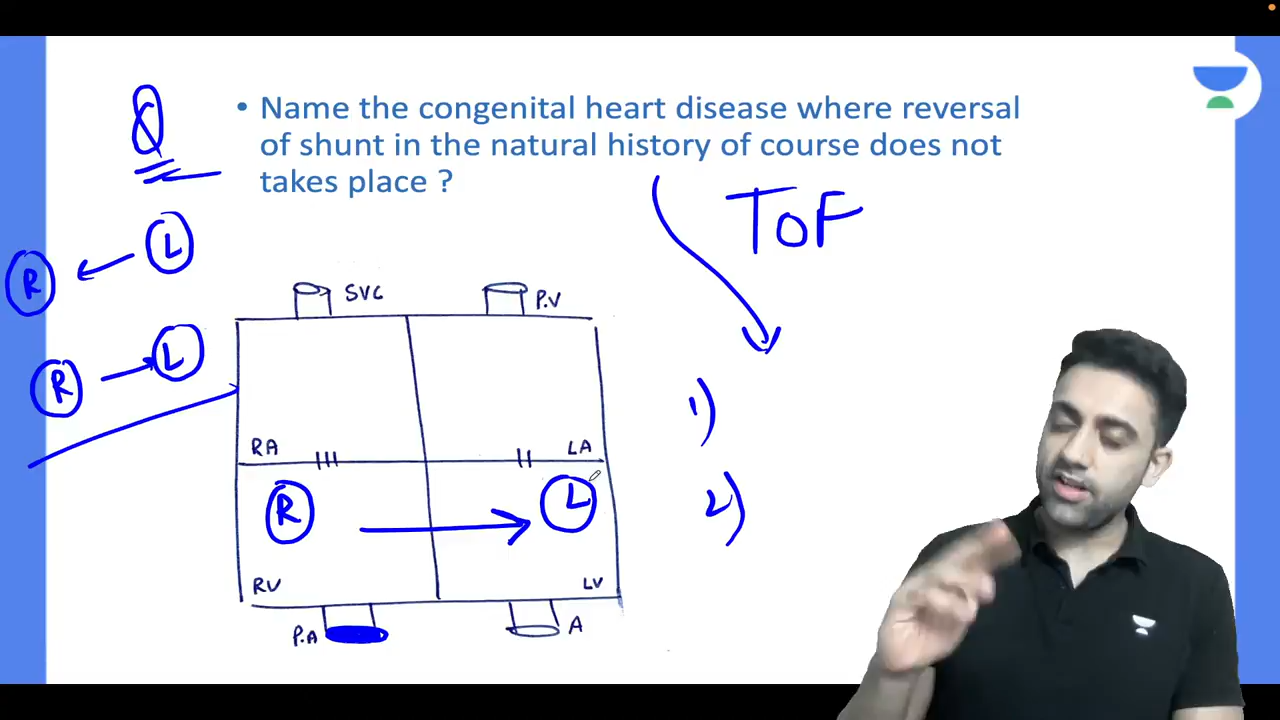 Q
• Name the congenital heart disease where reversal
of shunt in the natural history of course does not
takes place ?
TOF
R ← L
R → L
SVC
P.V
RA
LA
R → L
RV
LV
P.A
A
1)
2)